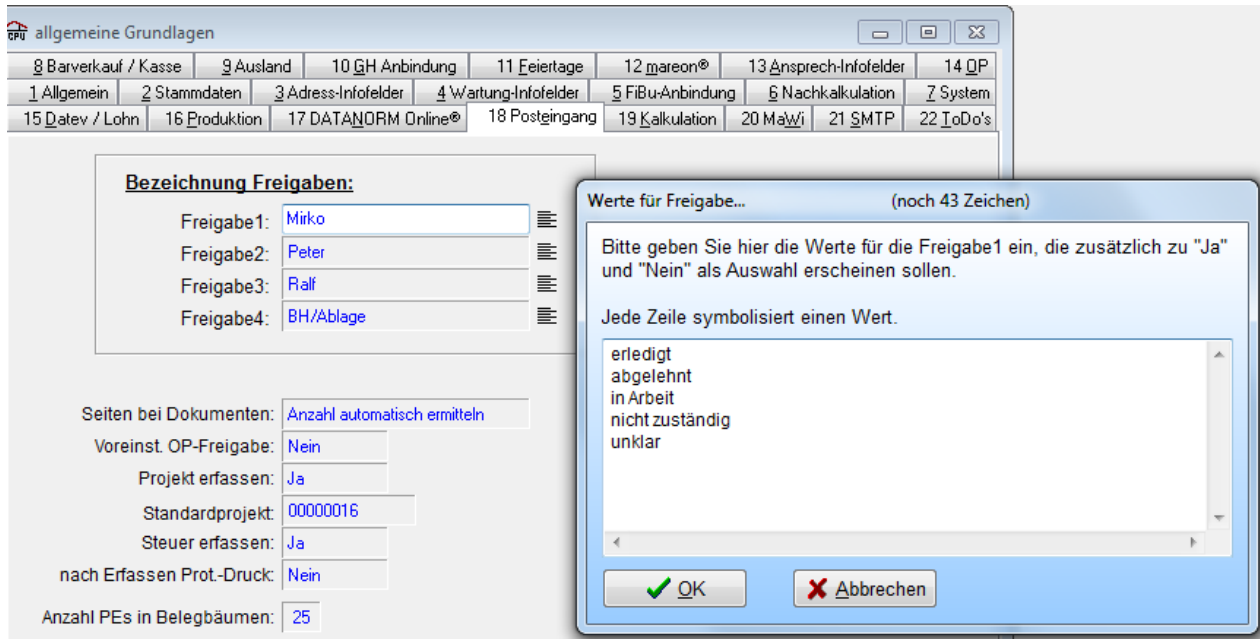 CPU allgemeine Grundlagen
8 Barverkauf / Kasse 9 Ausland 10 GH Anbindung 11 Feiertage 12 mareon® 13 Ansprech-Infofelder 14 OP
1 Allgemein 2 Stammdaten 3 Adress-Infofelder 4 Wartung-Infofelder 5 FiBu-Anbindung 6 Nachkalkulation 7 System
15 Datev / Lohn 16 Produktion 17 DATANORM Online® 18 Posteingang 19 Kalkulation 20 MaWi 21 SMTP 22 ToDo's
Bezeichnung Freigaben:
Freigabe1: Mirko
Freigabe2: Peter
Freigabe3: Ralf
Freigabe4: BH/Ablage
Seiten bei Dokumenten: Anzahl automatisch ermitteln
Voreinst. OP-Freigabe: Nein
Projekt erfassen: Ja
Standardprojekt: 00000016
Steuer erfassen: Ja
nach Erfassen Prot.-Druck: Nein
Anzahl PEs in Belegbäumen: 25
Werte für Freigabe... (noch 43 Zeichen)
Bitte geben Sie hier die Werte für die Freigabe1 ein, die zusätzlich zu "Ja"
und "Nein" als Auswahl erscheinen sollen.
Jede Zeile symbolisiert einen Wert.
erledigt
abgelehnt
in Arbeit
nicht zuständig
unklar
OK Abbrechen